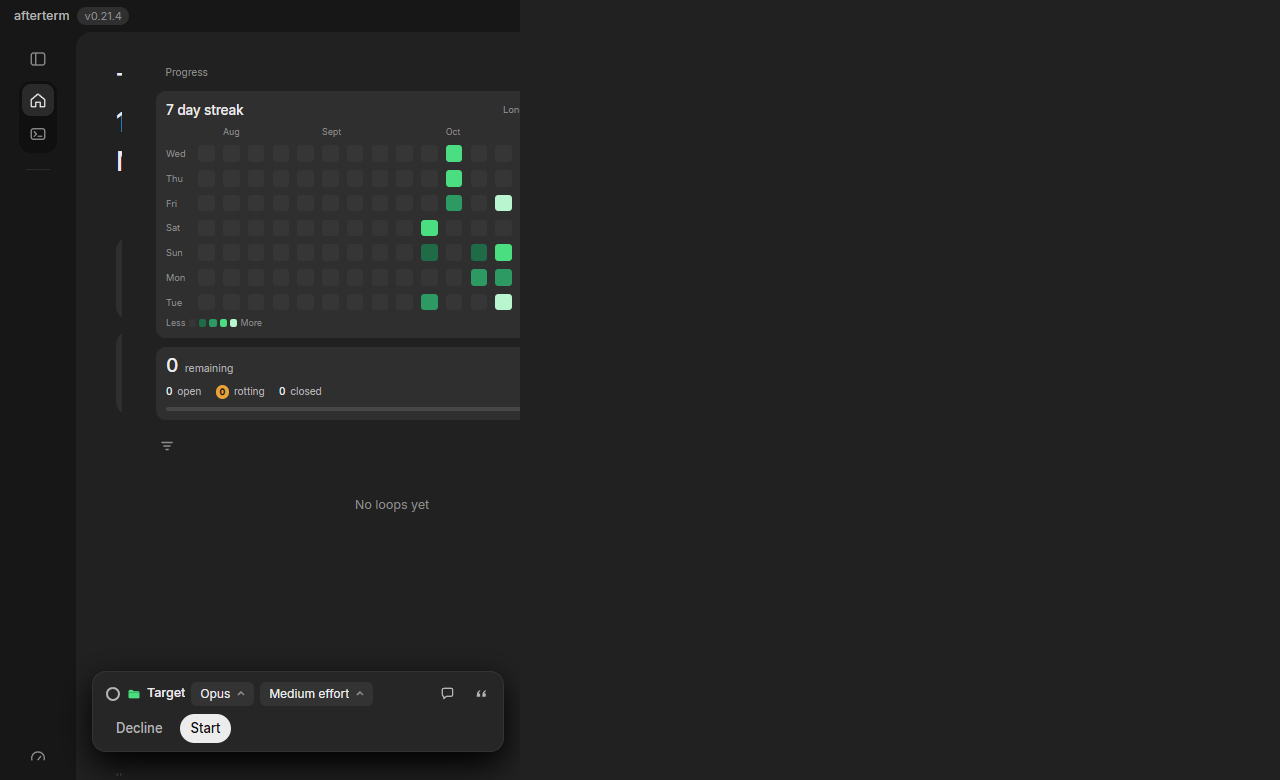 afterterm v0.21.4
Progress
7 day streak
Aug Sept Oct
Wed
Thu
Fri
Sat
Sun
Mon
Tue
Less More
0 remaining
0 open 0 rotting 0 closed
No loops yet
Target Opus Medium effort
Decline Start